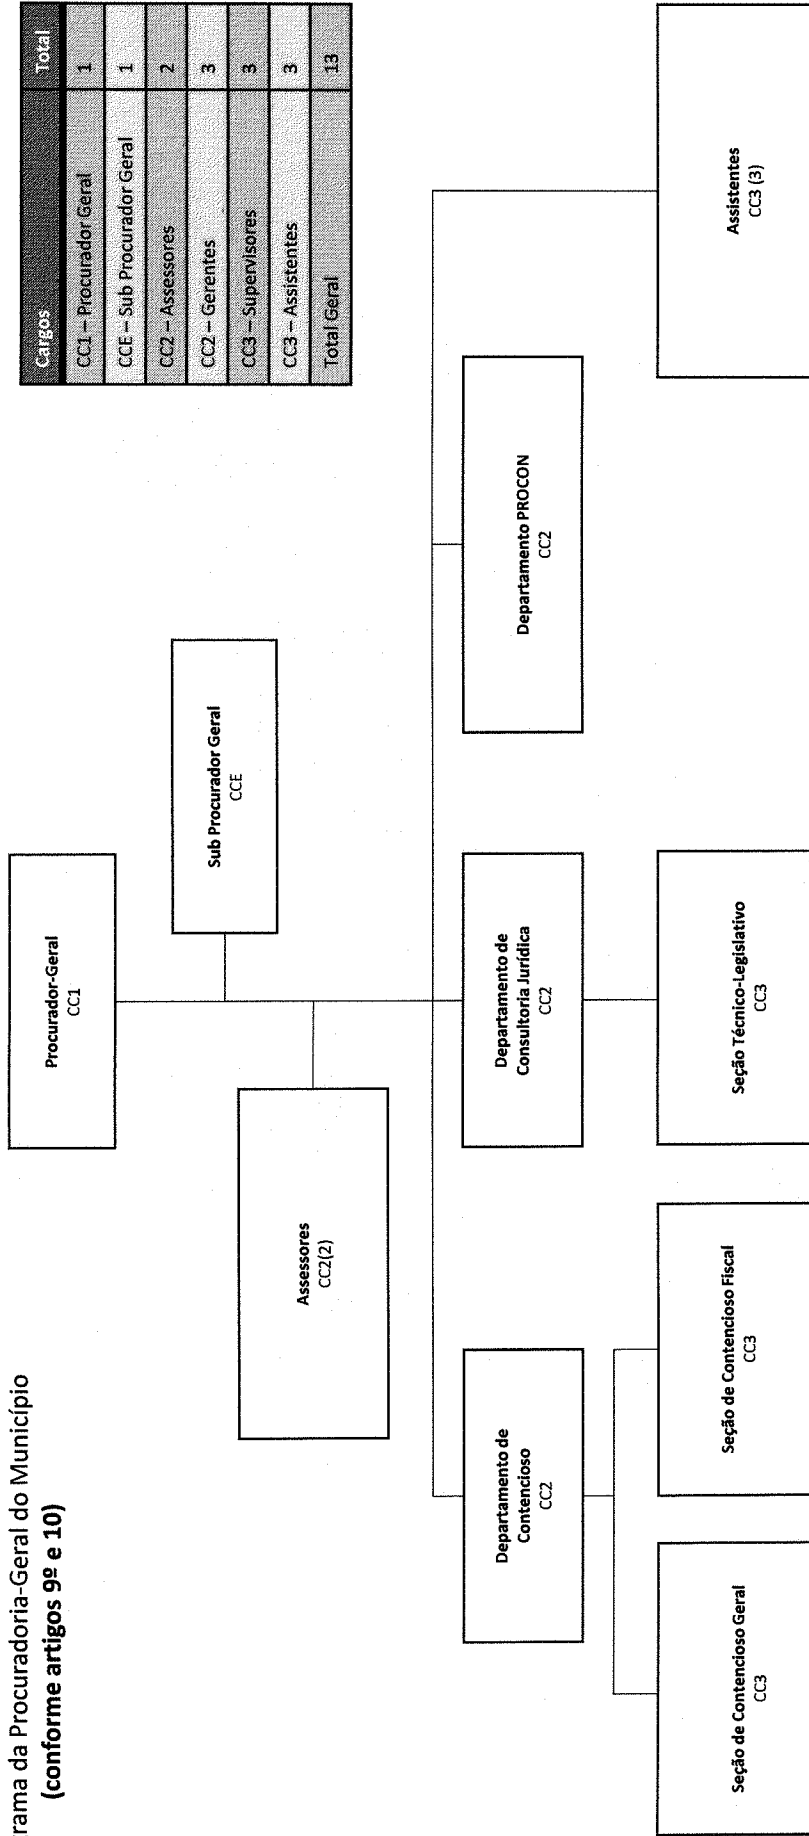 rama da Procuradoria-Geral do Município
(conforme artigos 9º e 10)
Cargos Total
CC1 – Procurador Geral 1
CCE – Sub Procurador Geral 1
CC2 – Assessores 2
CC2 – Gerentes 3
CC3 – Supervisores 3
CC3 – Assistentes 3
Total Geral 13
Procurador-Geral
CC1
Sub Procurador Geral
CCE
Assessores
CC2(2)
Departamento de
Contencioso
CC2
Departamento de
Consultoria Jurídica
CC2
Departamento PROCON
CC2
Seção de Contencioso Geral
CC3
Seção de Contencioso Fiscal
CC3
Seção Técnico-Legislativo
CC3
Assistentes
CC3 (3)